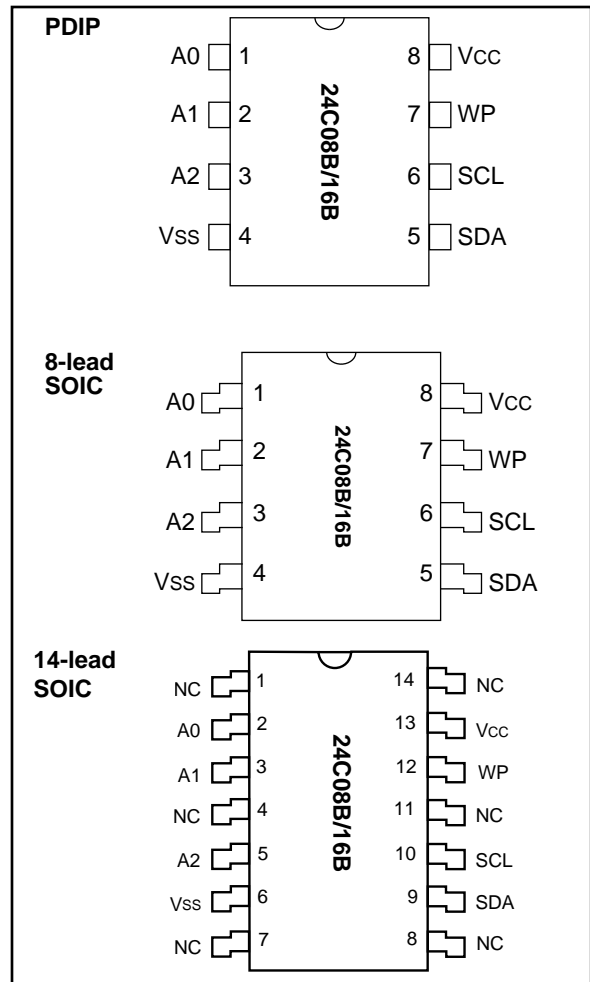 PDIP
A0 1 8 VCC
A1 2 7 WP
A2 3 6 SCL
VSS 4 5 SDA
24C08B/16B
8-lead
SOIC
A0 1 8 VCC
A1 2 7 WP
A2 3 6 SCL
VSS 4 5 SDA
24C08B/16B
14-lead
SOIC
NC 1 14 NC
A0 2 13 VCC
A1 3 12 WP
NC 4 11 NC
A2 5 10 SCL
VSS 6 9 SDA
NC 7 8 NC
24C08B/16B